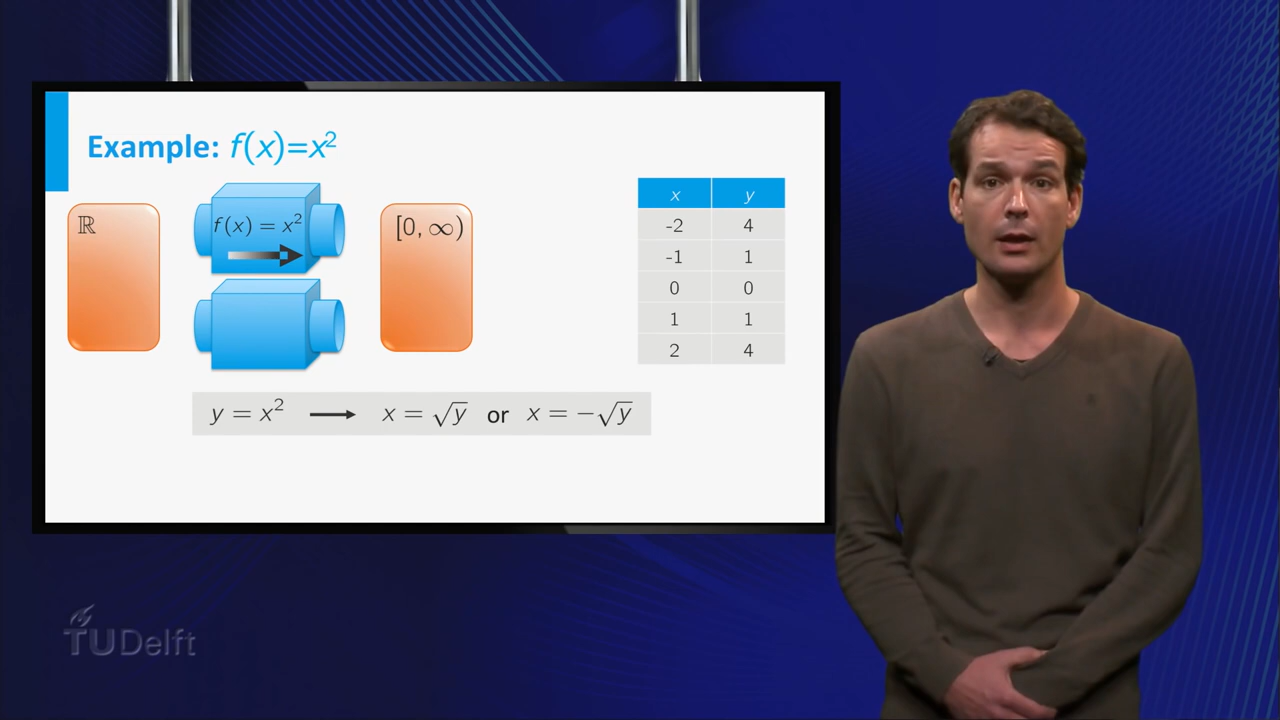 Example: f(x)=x²
ℝ
f(x) = x²
[0, ∞)
x y
-2 4
-1 1
0 0
1 1
2 4
y = x² ⟶ x = √y or x = −√y
TUDelft